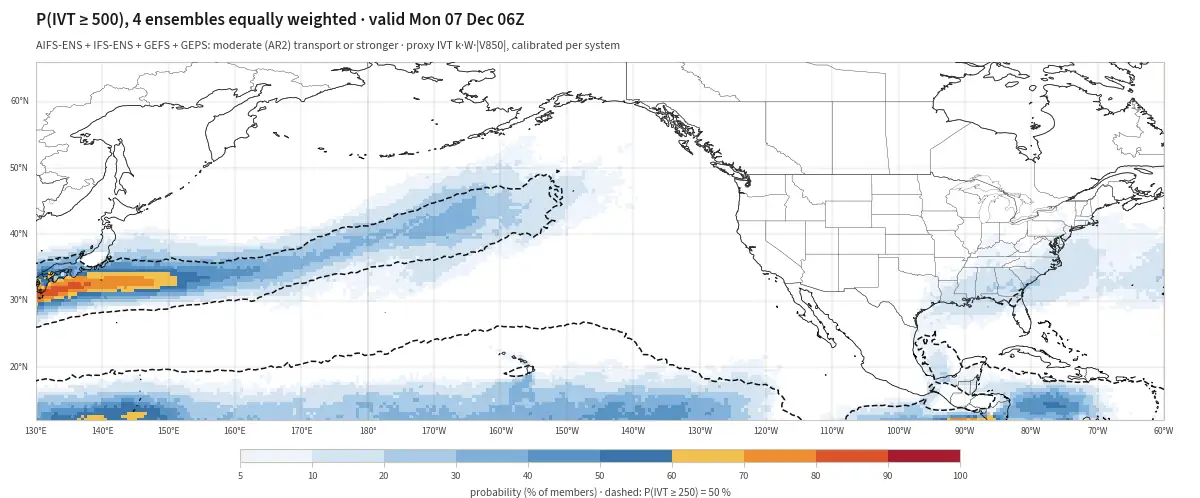 P(IVT ≥ 500), 4 ensembles equally weighted · valid Mon 07 Dec 06Z
AIFS-ENS + IFS-ENS + GEFS + GEPS: moderate (AR2) transport or stronger · proxy IVT k·W·|V850|, calibrated per system
60°N
50°N
40°N
30°N
20°N
130°E 140°E 150°E 160°E 170°E 180° 170°W 160°W 150°W 140°W 130°W 120°W 110°W 100°W 90°W 80°W 70°W 60°W
5 10 20 30 40 50 60 70 80 90 100
probability (% of members) · dashed: P(IVT ≥ 250) = 50 %